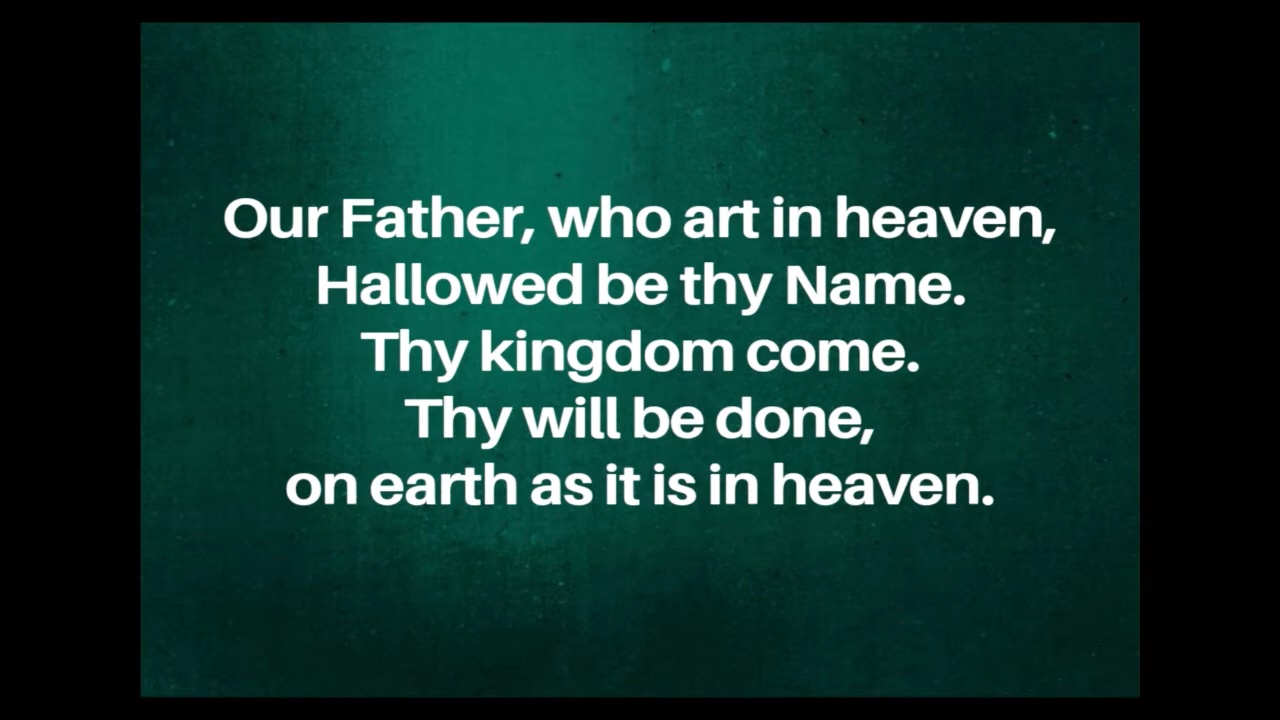 Our Father, who art in heaven,
Hallowed be thy Name.
Thy kingdom come.
Thy will be done,
on earth as it is in heaven.